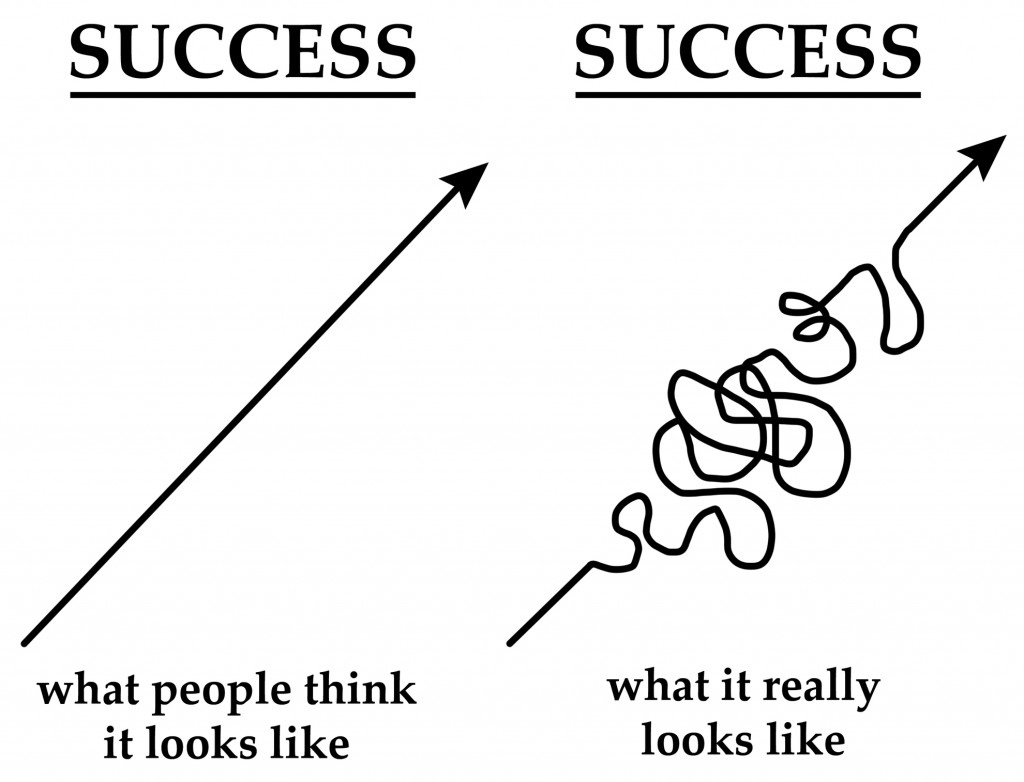 SUCCESS
what people think
it looks like
SUCCESS
what it really
looks like